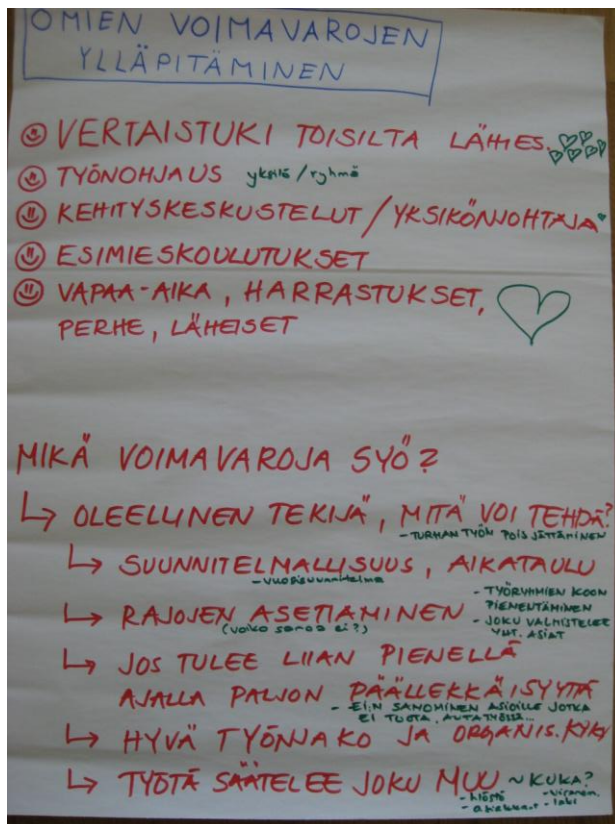 OMIEN VOIMAVAROJEN
YLLÄPITÄMINEN
VERTAISTUKI TOISILTA LÄHIES.
TYÖNOHJAUS yksilö/ryhmä
KEHITYSKESKUSTELUT / YKSIKÖNJOHTAJA
ESIMIESKOULUTUKSET
VAPAA-AIKA, HARRASTUKSET,
PERHE, LÄHEISET
MIKÄ VOIMAVAROJA SYÖ?
↳ OLEELLINEN TEKIJÄ, MITÄ VOI TEHDÄ?
- TURHAN TYÖN POIS JÄTTÄMINEN
↳ SUUNNITELMALLISUUS, AIKATAULU
- vuosisuunnitelma
↳ RAJOJEN ASETTAMINEN
(voiko sanoa ei?)
- TYÖRYHMIEN KOON
PIENENTÄMINEN
- JOKU VALMISTELEE
YHT. ASIAT
↳ JOS TULEE LIIAN PIENELLÄ
AJALLA PALJON PÄÄLLEKKÄISYYTTÄ
- EI:N SANOMINEN ASIOILLE JOTKA
EI TUOTA, AUTA TYÖSSÄ...
↳ HYVÄ TYÖNJAKO JA ORGANIS.KYKY
↳ TYÖTÄ SÄÄTELEE JOKU MUU ~ KUKA?
- hlöstö - viranom.
- asiakkaat - laki